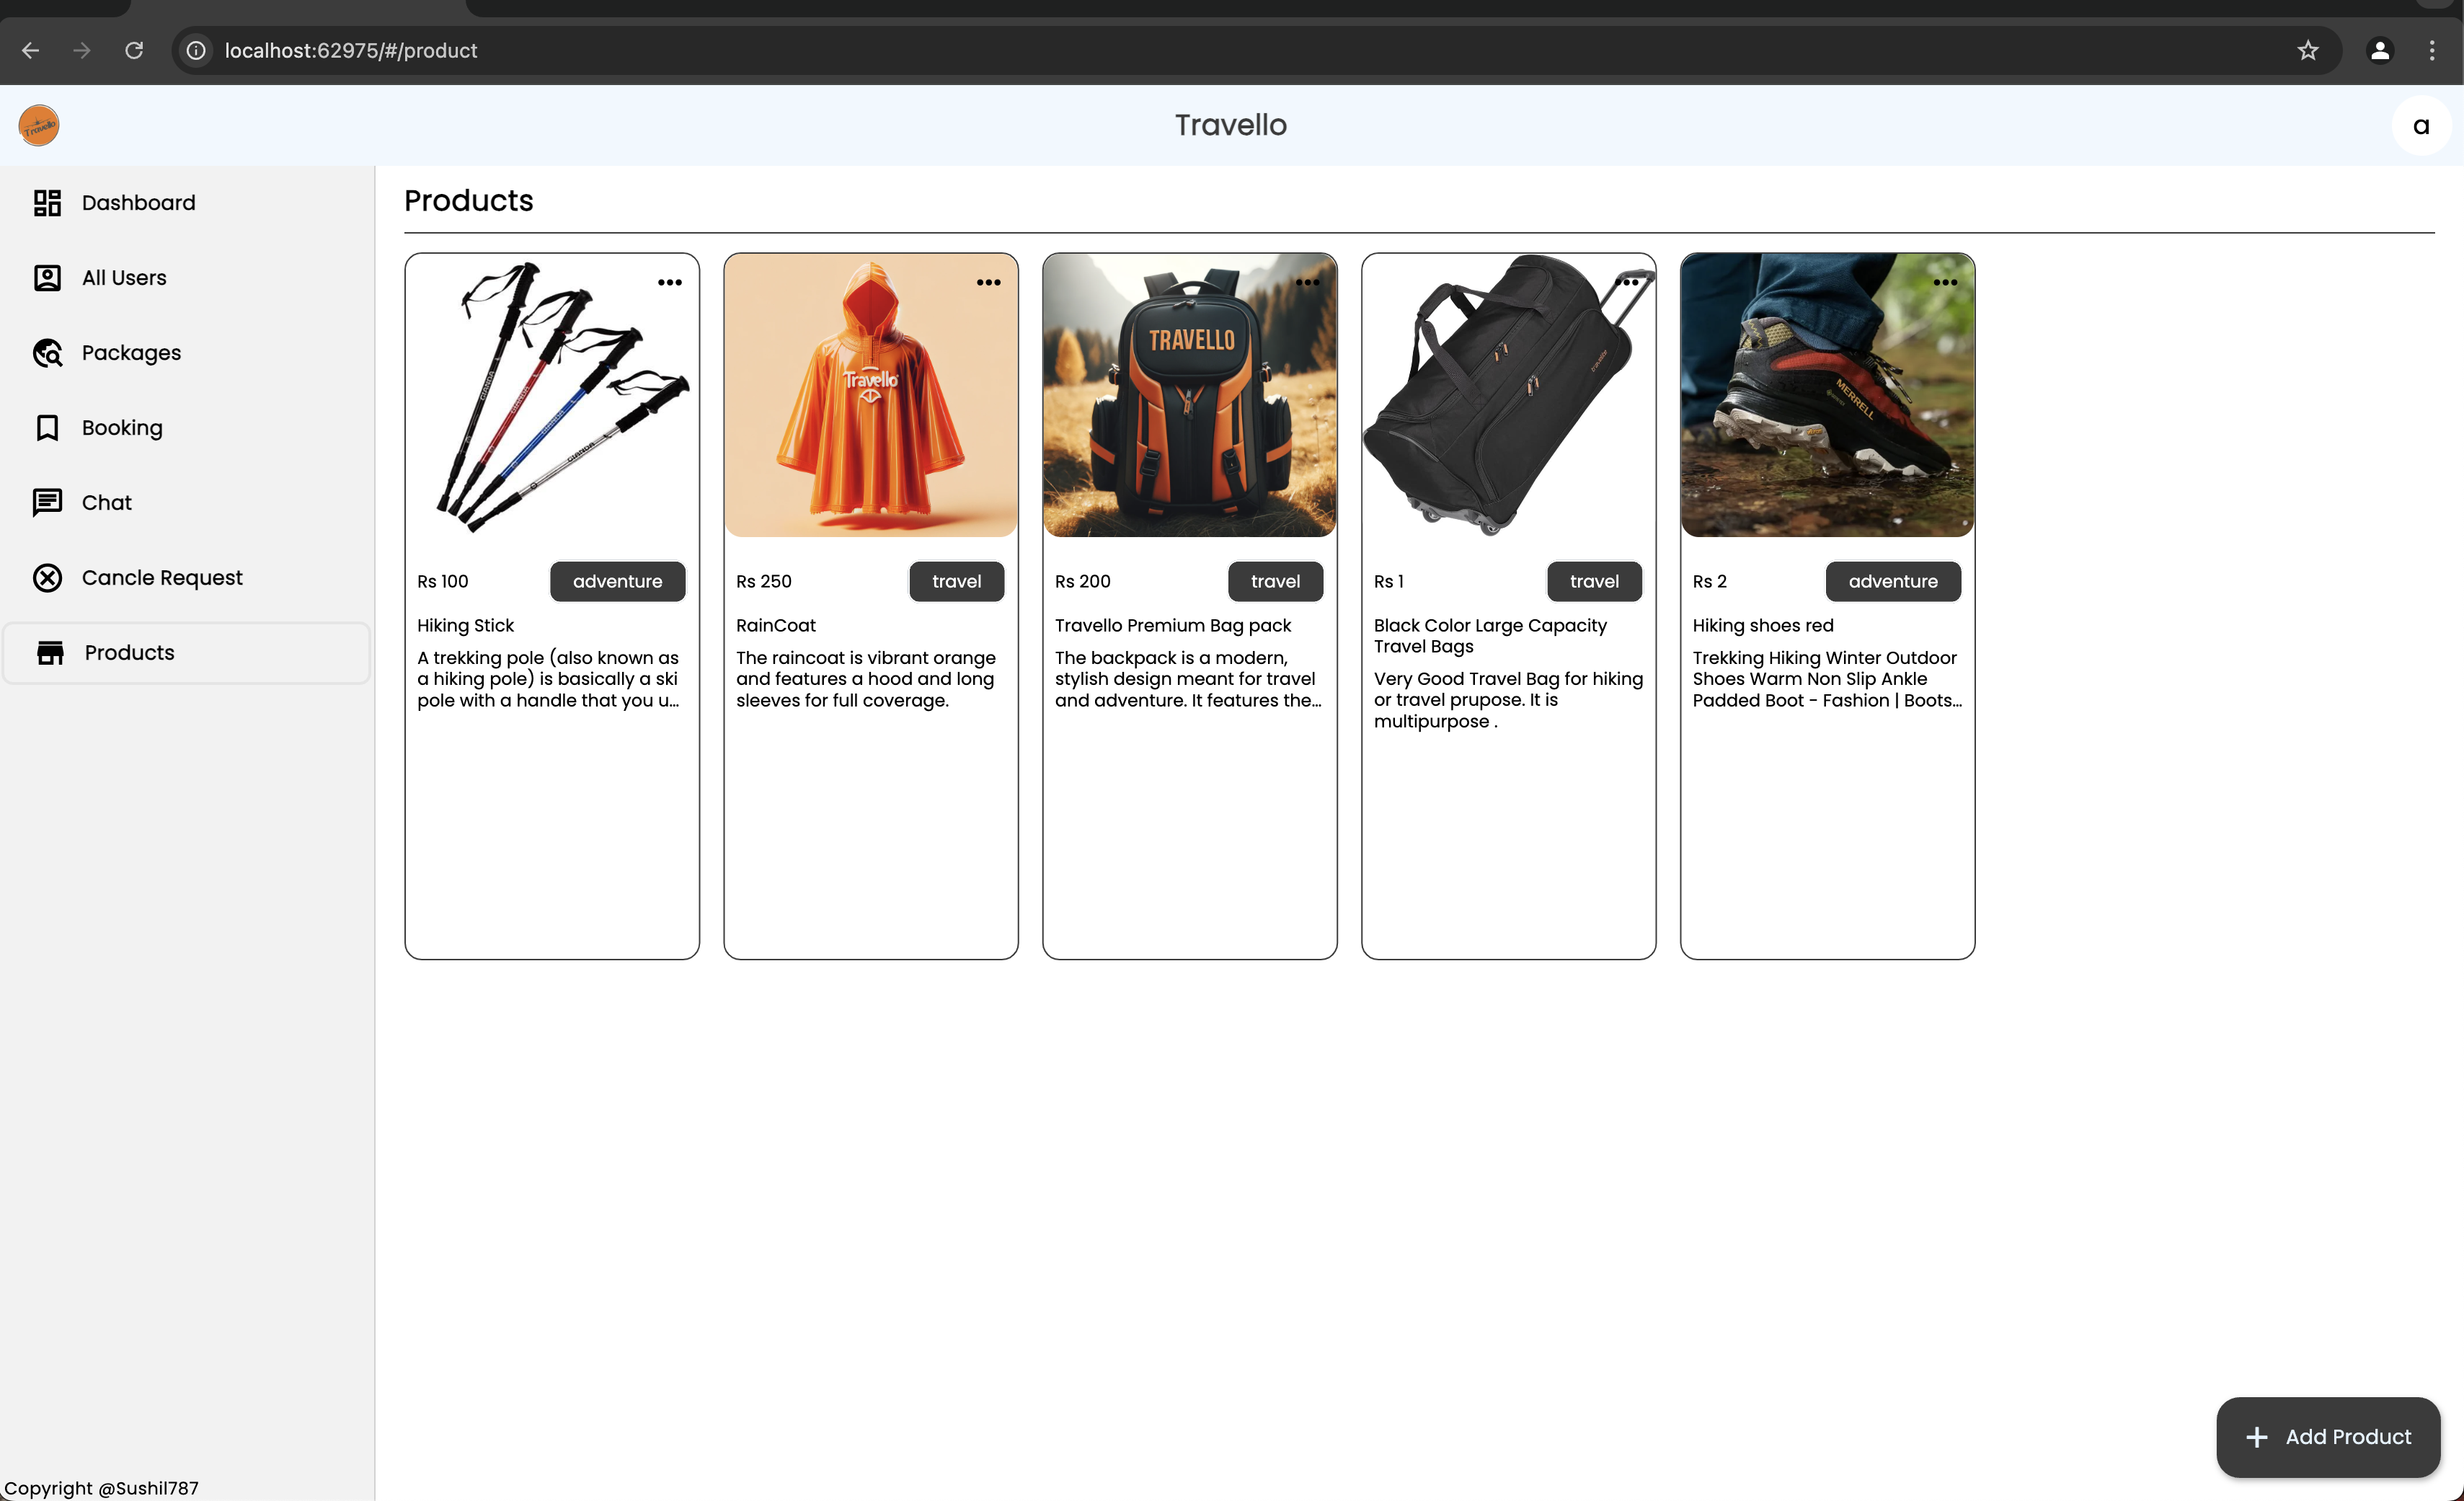 localhost:62975/#/product
Travello
Travello
a
Dashboard
All Users
Packages
Booking
Chat
Cancle Request
Products
Products
GIANDA
Travello
TRAVELLO
travelite
MERRELL
Rs 100
adventure
Rs 250
travel
Rs 200
travel
Rs 1
travel
Rs 2
adventure
Hiking Stick
A trekking pole (also known as
a hiking pole) is basically a ski
pole with a handle that you u...
RainCoat
The raincoat is vibrant orange
and features a hood and long
sleeves for full coverage.
Travello Premium Bag pack
The backpack is a modern,
stylish design meant for travel
and adventure. It features the...
Black Color Large Capacity
Travel Bags
Very Good Travel Bag for hiking
or travel prupose. It is
multipurpose .
Hiking shoes red
Trekking Hiking Winter Outdoor
Shoes Warm Non Slip Ankle
Padded Boot - Fashion | Boots...
Add Product
Copyright @Sushil787